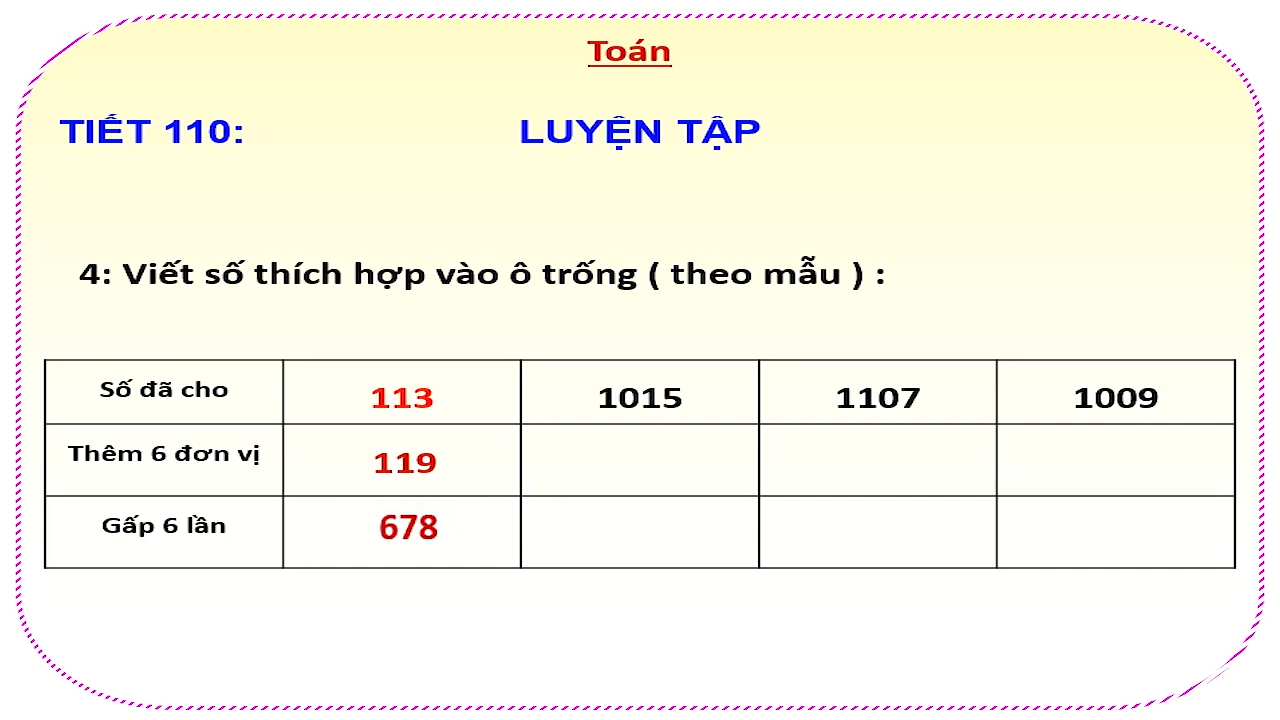 Toán
TIẾT 110: LUYỆN TẬP
4: Viết số thích hợp vào ô trống ( theo mẫu ) :
Số đã cho 113 1015 1107 1009
Thêm 6 đơn vị 119
Gấp 6 lần 678